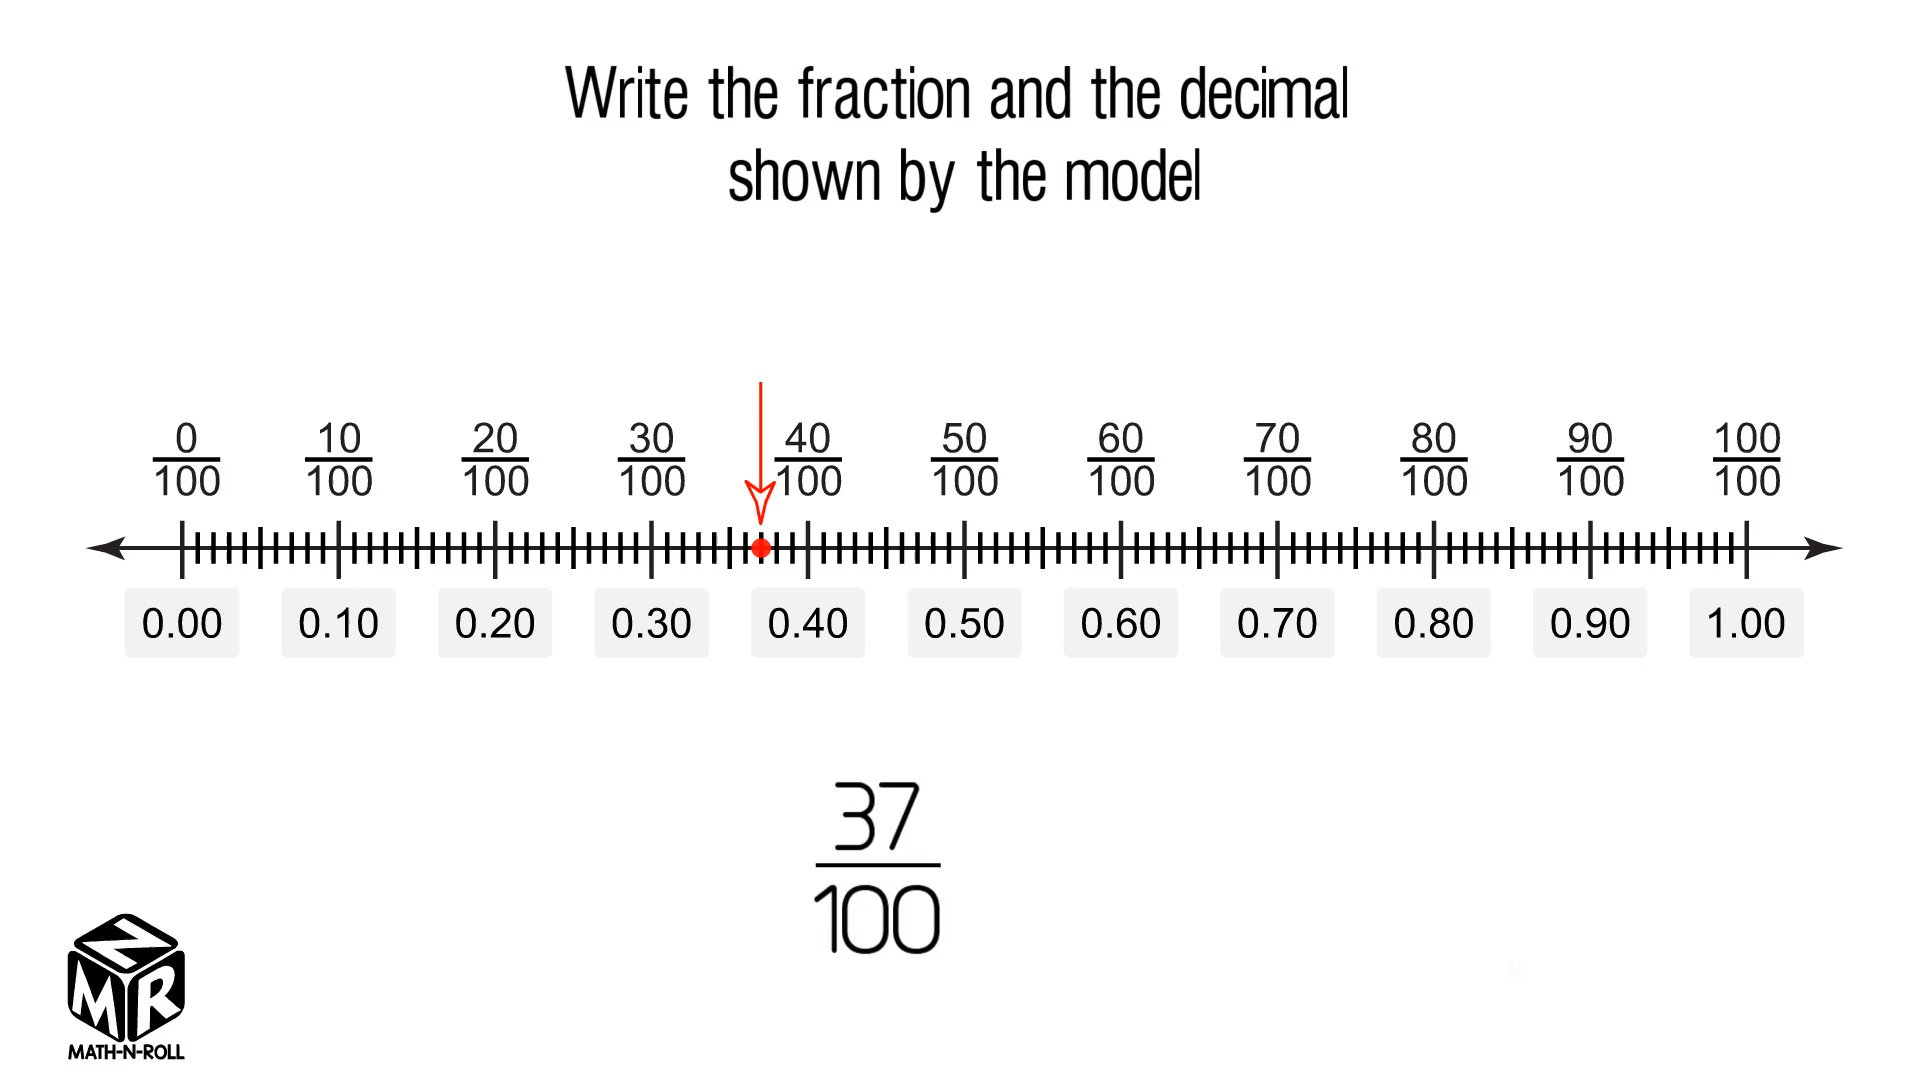 Write the fraction and the decimal
shown by the model
0 10 20 30 40 50 60 70 80 90 100
100 100 100 100 100 100 100 100 100 100 100
0.00 0.10 0.20 0.30 0.40 0.50 0.60 0.70 0.80 0.90 1.00
37
100
N
M R
MATH-N-ROLL